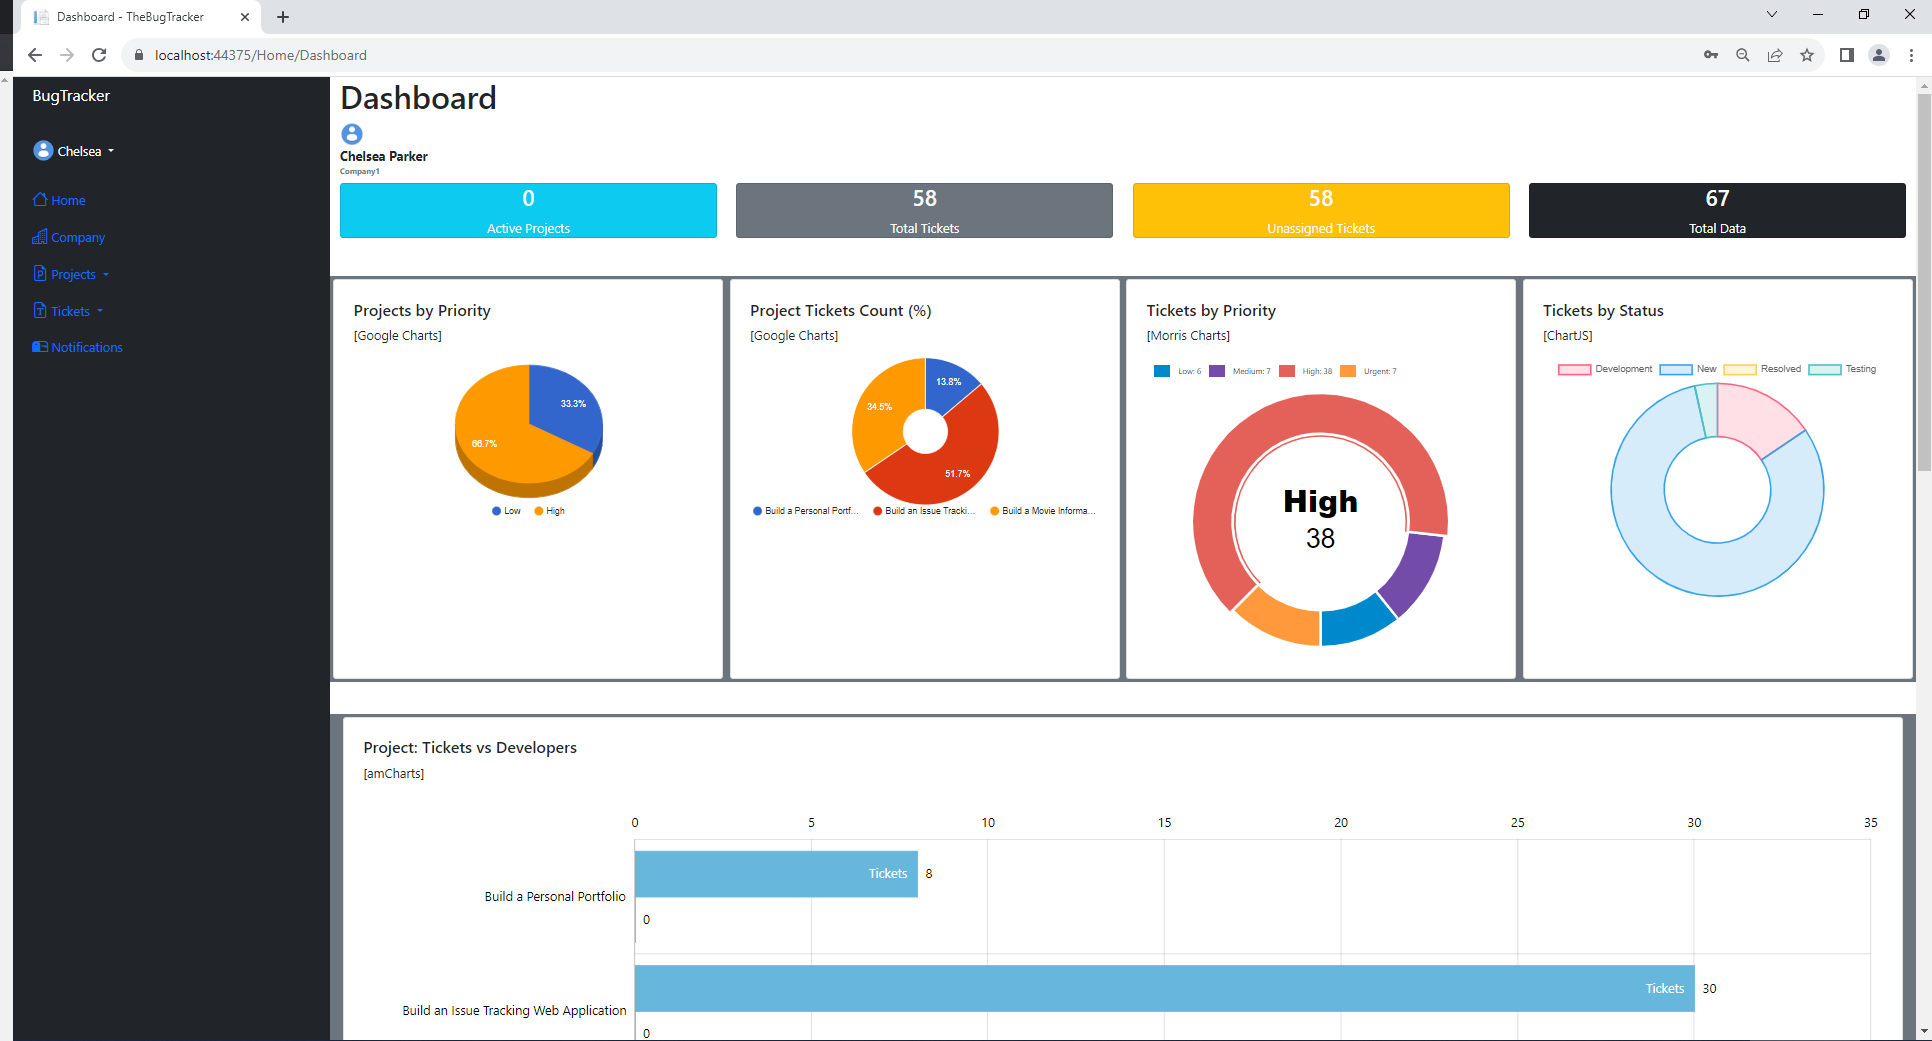 Dashboard - TheBugTracker
localhost:44375/Home/Dashboard
BugTracker
Chelsea
Home
Company
Projects
Tickets
Notifications
Dashboard
Chelsea Parker
Company1
0
Active Projects
58
Total Tickets
58
Unassigned Tickets
67
Total Data
Projects by Priority
[Google Charts]
33.3%
66.7%
Low High
Project Tickets Count (%)
[Google Charts]
13.8%
34.5%
51.7%
Build a Personal Portf... Build an Issue Tracki... Build a Movie Informa...
Tickets by Priority
[Morris Charts]
Low: 6 Medium: 7 High: 38 Urgent: 7
High
38
Tickets by Status
[ChartJS]
Development New Resolved Testing
Project: Tickets vs Developers
[amCharts]
0 5 10 15 20 25 30 35
Tickets 8
Build a Personal Portfolio
0
Tickets 30
Build an Issue Tracking Web Application
0